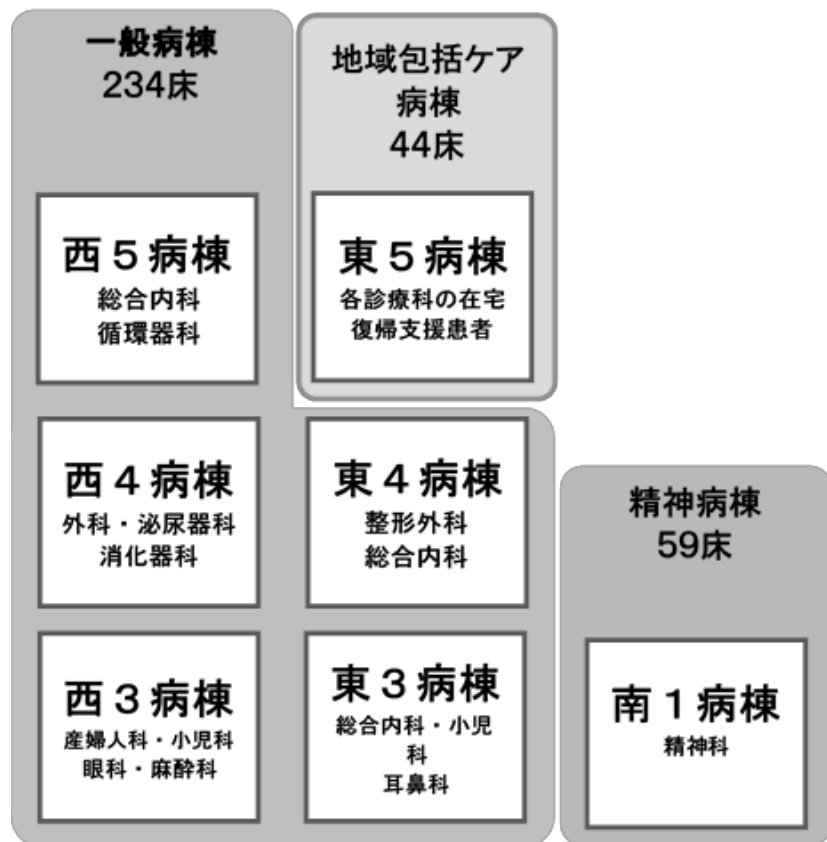 一般病棟
234床
地域包括ケア
病棟
44床
西５病棟
総合内科
循環器科
東５病棟
各診療科の在宅
復帰支援患者
西４病棟
外科・泌尿器科
消化器科
東４病棟
整形外科
総合内科
精神病棟
59床
西３病棟
産婦人科・小児科
眼科・麻酔科
東３病棟
総合内科・小児
科
耳鼻科
南１病棟
精神科